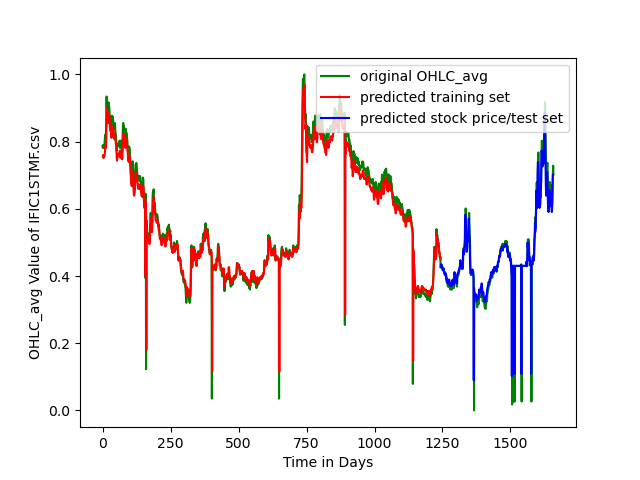 original OHLC_avg
predicted training set
predicted stock price/test set
OHLC_avg Value of IFIC1STMF.csv
1.0
0.8
0.6
0.4
0.2
0.0
0 250 500 750 1000 1250 1500
Time in Days